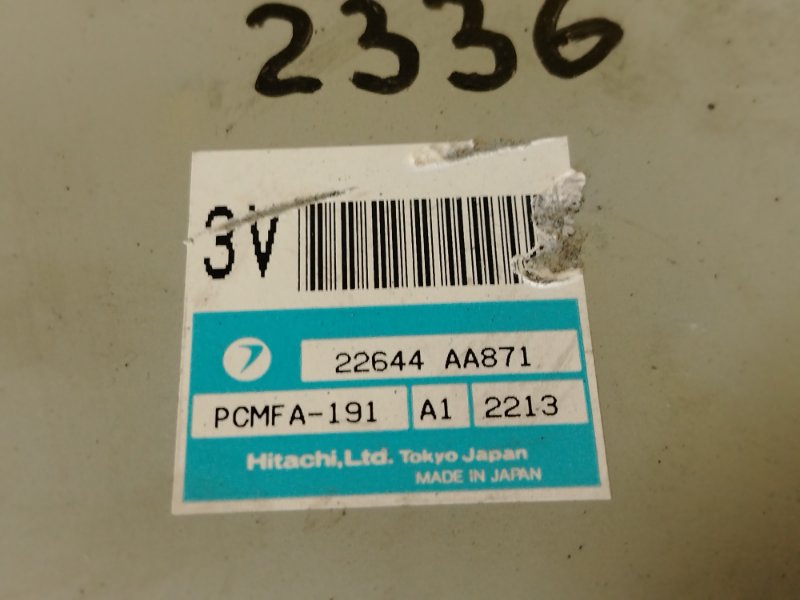 2336
3V
22644 AA871
PCMFA-191 A1 2213
Hitachi,Ltd. Tokyo Japan
MADE IN JAPAN